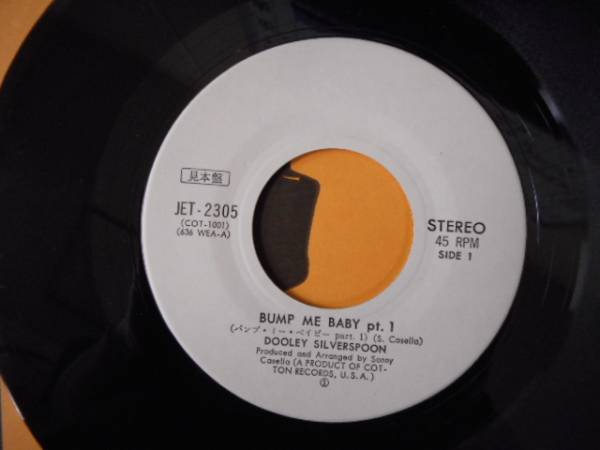 見本盤
JET-2305
(COT-1001)
(636 WEA-A)
STEREO
45 RPM
SIDE 1
BUMP ME BABY pt. 1
(バンプ・ミー・ベイビー part. 1) (S. Casella)
DOOLEY SILVERSPOON
Produced and Arranged by Sonny
Casella (A PRODUCT OF COT-
TON RECORDS, U.S.A.)